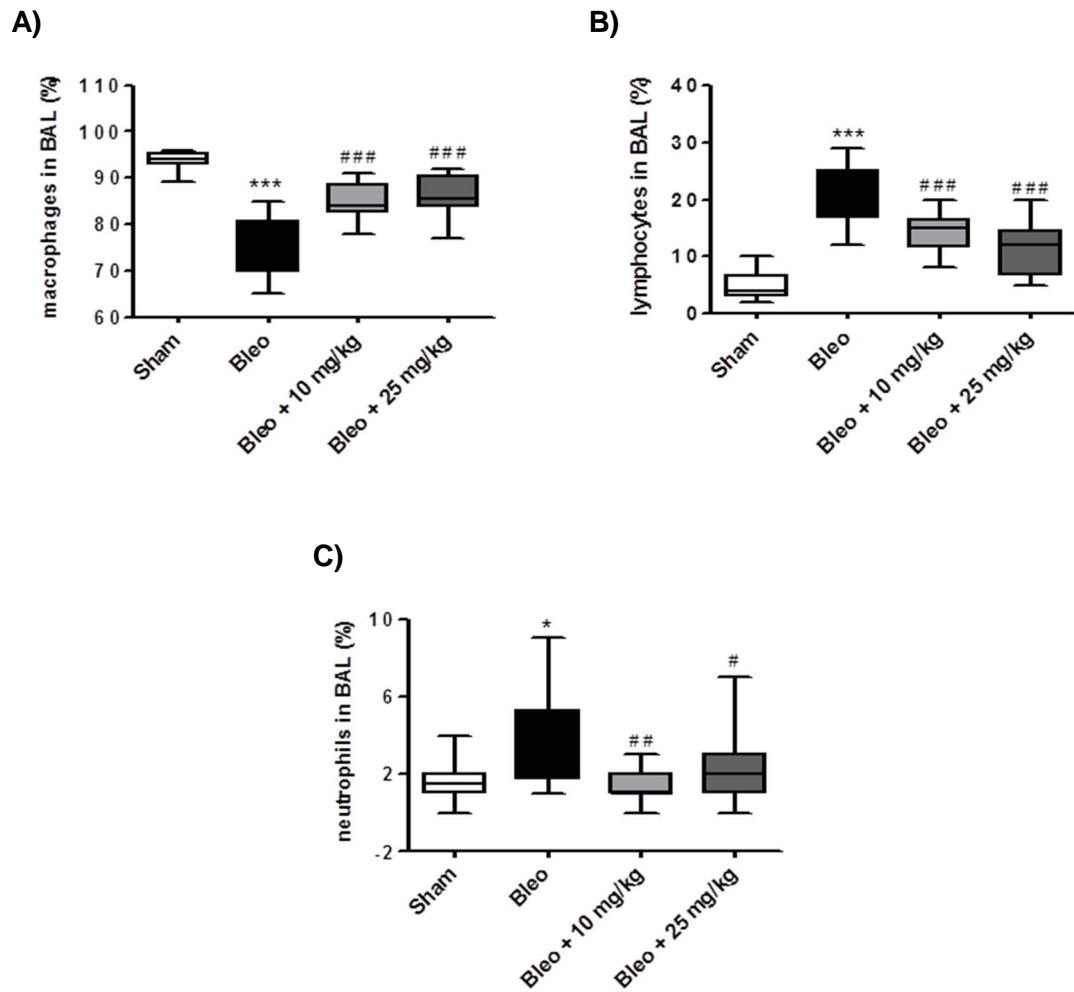 A)
macrophages in BAL (%)
110
100
90
80
70
60
***
###
###
Sham
Bleo
Bleo + 10 mg/kg
Bleo + 25 mg/kg
B)
lymphocytes in BAL (%)
40
30
20
10
0
***
###
###
Sham
Bleo
Bleo + 10 mg/kg
Bleo + 25 mg/kg
C)
neutrophils in BAL (%)
10
6
2
-2
*
##
#
Sham
Bleo
Bleo + 10 mg/kg
Bleo + 25 mg/kg